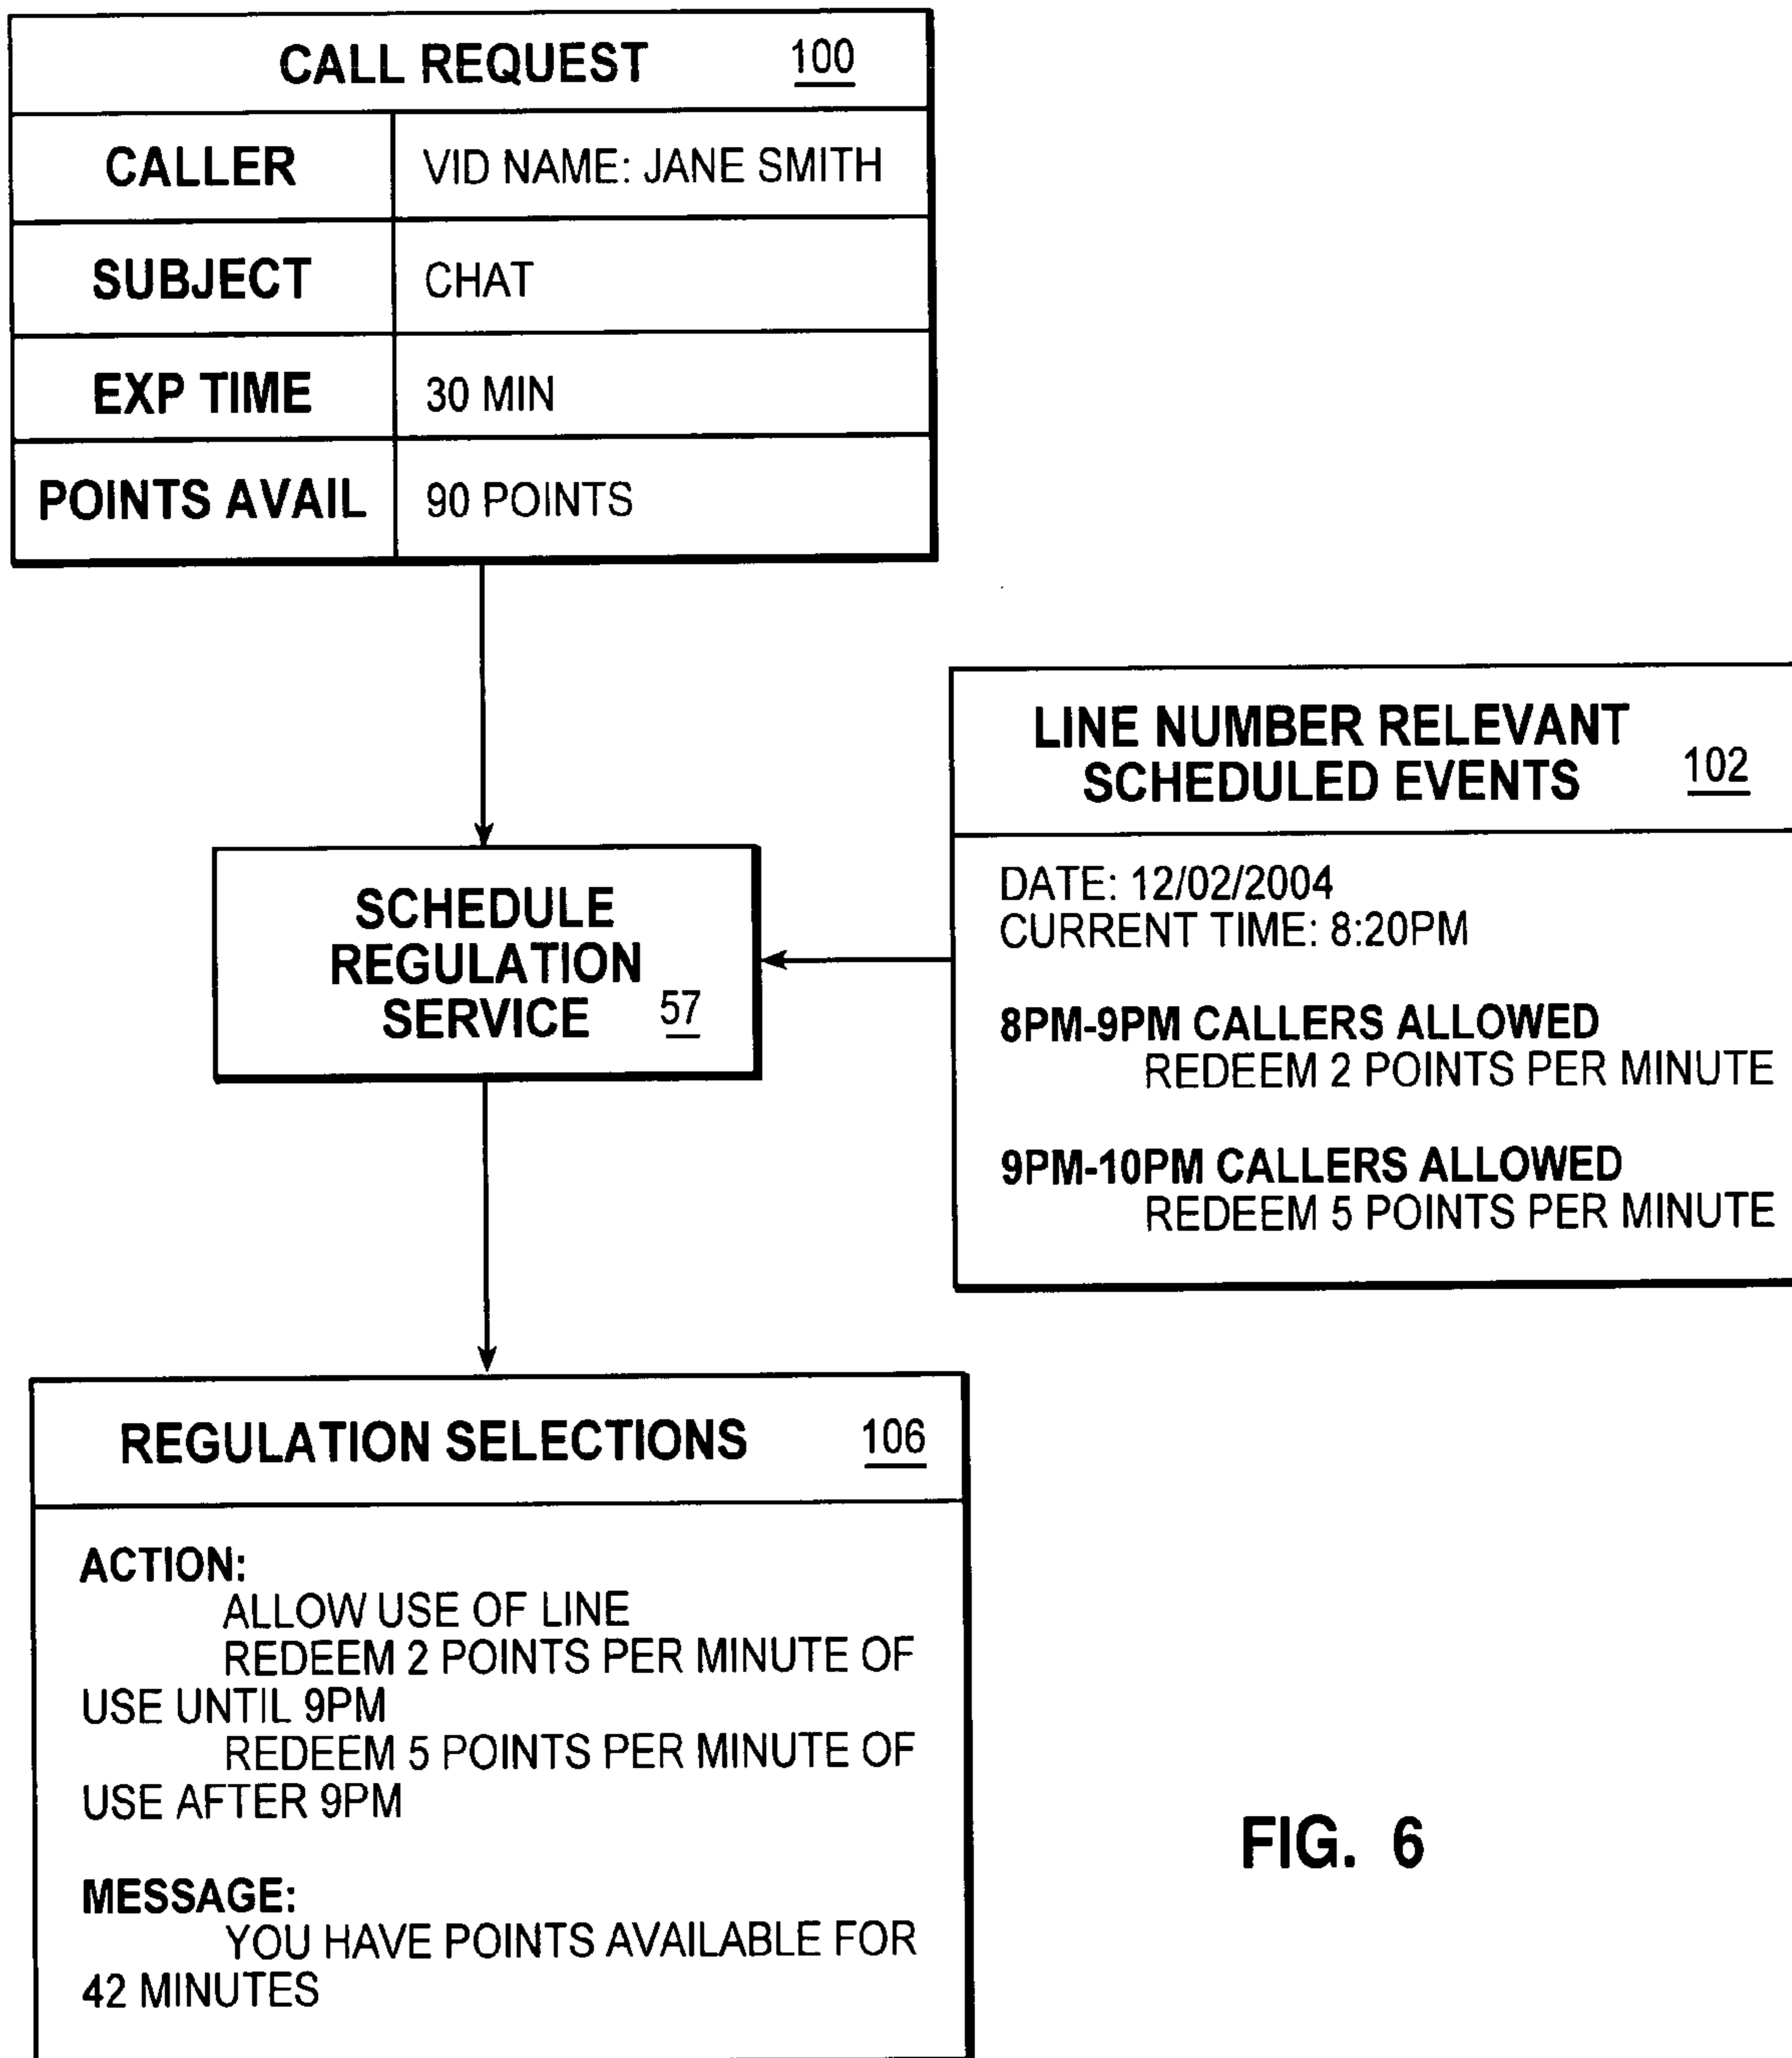 CALL REQUEST 100
CALLER VID NAME: JANE SMITH
SUBJECT CHAT
EXP TIME 30 MIN
POINTS AVAIL 90 POINTS
LINE NUMBER RELEVANT
SCHEDULED EVENTS 102
DATE: 12/02/2004
CURRENT TIME: 8:20PM
8PM-9PM CALLERS ALLOWED
REDEEM 2 POINTS PER MINUTE
9PM-10PM CALLERS ALLOWED
REDEEM 5 POINTS PER MINUTE
SCHEDULE
REGULATION
SERVICE 57
REGULATION SELECTIONS 106
ACTION:
ALLOW USE OF LINE
REDEEM 2 POINTS PER MINUTE OF
USE UNTIL 9PM
REDEEM 5 POINTS PER MINUTE OF
USE AFTER 9PM
MESSAGE:
YOU HAVE POINTS AVAILABLE FOR
42 MINUTES
FIG. 6